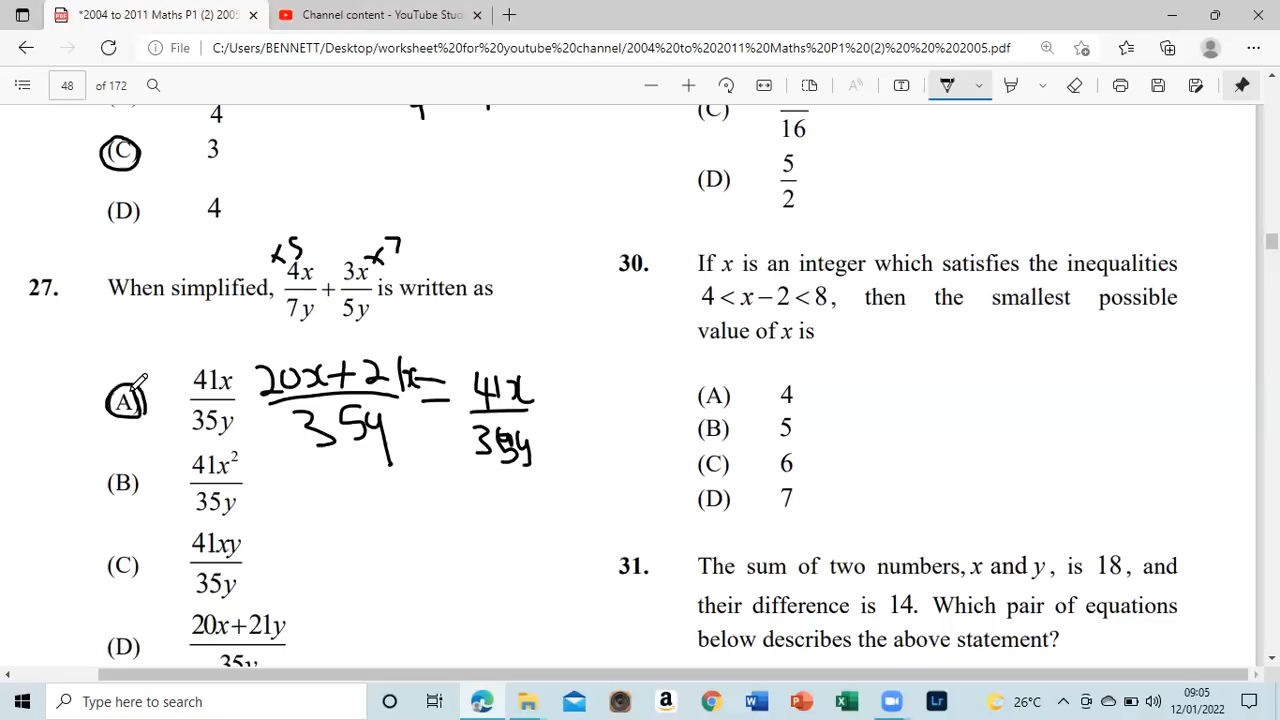 *2004 to 2011 Maths P1 (2) 2005
Channel content - YouTube Stu
File
C:/Users/BENNETT/Desktop/worksheet%20for%20youtube%20channel/2004%20to%202011%20Maths%20P1%20(2)%20%20%202005.pdf
48 of 172
4
(C) 3
(D) 4
×5 ×7
27. When simplified, 4x/7y + 3x/5y is written as
(A) 41x/35y
20x+21x/35y = 41x/35y
(B) 41x²/35y
(C) 41xy/35y
(D) 20x+21y/35y
(C) 16
(D) 5/2
30. If x is an integer which satisfies the inequalities
4 < x − 2 < 8, then the smallest possible
value of x is
(A) 4
(B) 5
(C) 6
(D) 7
31. The sum of two numbers, x and y, is 18, and
their difference is 14. Which pair of equations
below describes the above statement?
Type here to search
26°C
09:05
12/01/2022